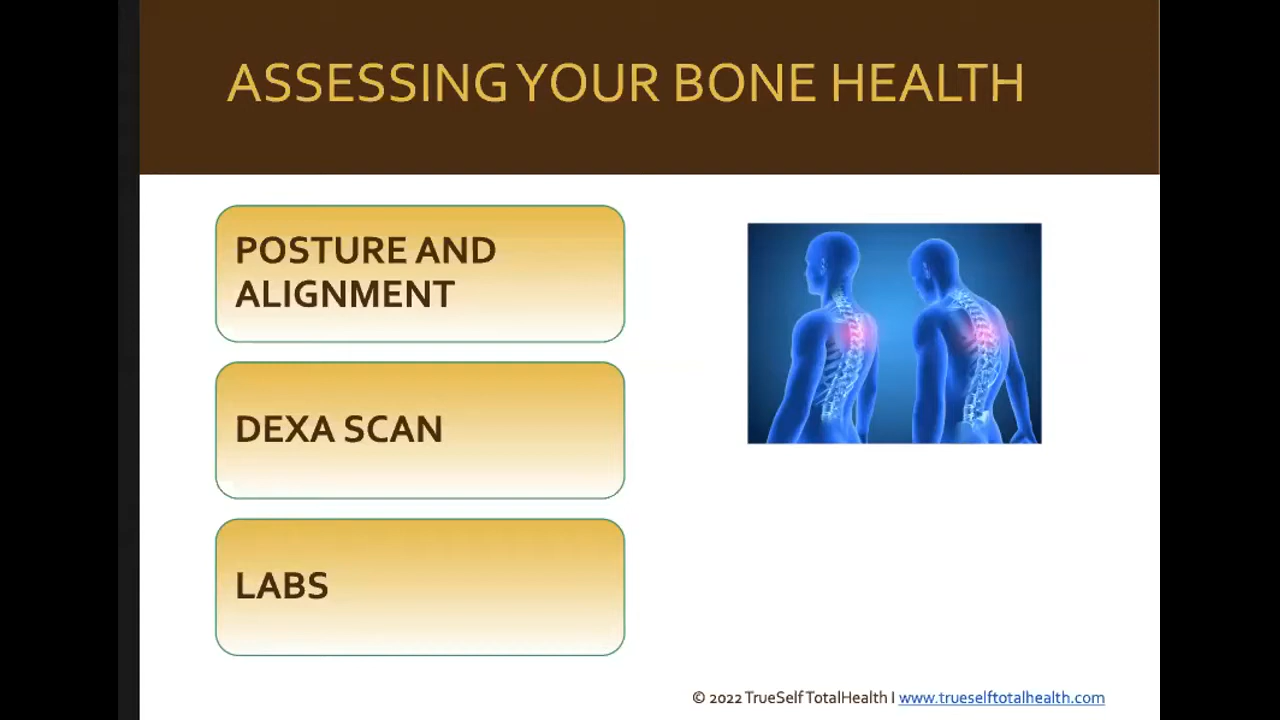 ASSESSING YOUR BONE HEALTH
POSTURE AND
ALIGNMENT
DEXA SCAN
LABS
© 2022 TrueSelf TotalHealth I www.trueselftotalhealth.com